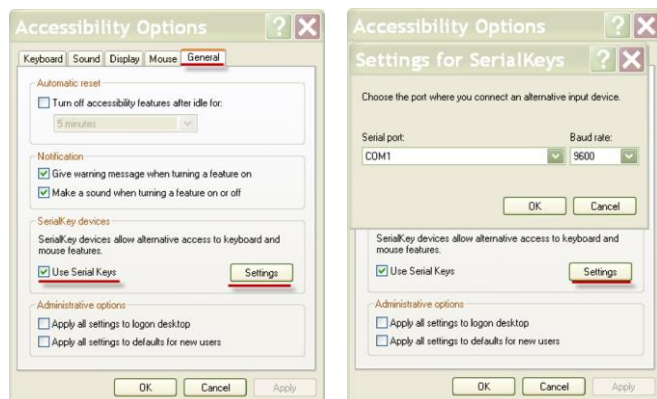 Accessibility Options
Keyboard Sound Display Mouse General
Automatic reset
Turn off accessibility features after idle for:
5 minutes
Notification
Give warning message when turning a feature on
Make a sound when turning a feature on or off
SerialKey devices
SerialKey devices allow alternative access to keyboard and
mouse features.
Use Serial Keys Settings
Administrative options
Apply all settings to logon desktop
Apply all settings to defaults for new users
OK Cancel Apply
Accessibility Options
Settings for SerialKeys
Choose the port where you connect an alternative input device.
Serial port: Baud rate:
COM1 9600
OK Cancel
SerialKey devices allow alternative access to keyboard and
mouse features.
Use Serial Keys Settings
Administrative options
Apply all settings to logon desktop
Apply all settings to defaults for new users
OK Cancel Apply